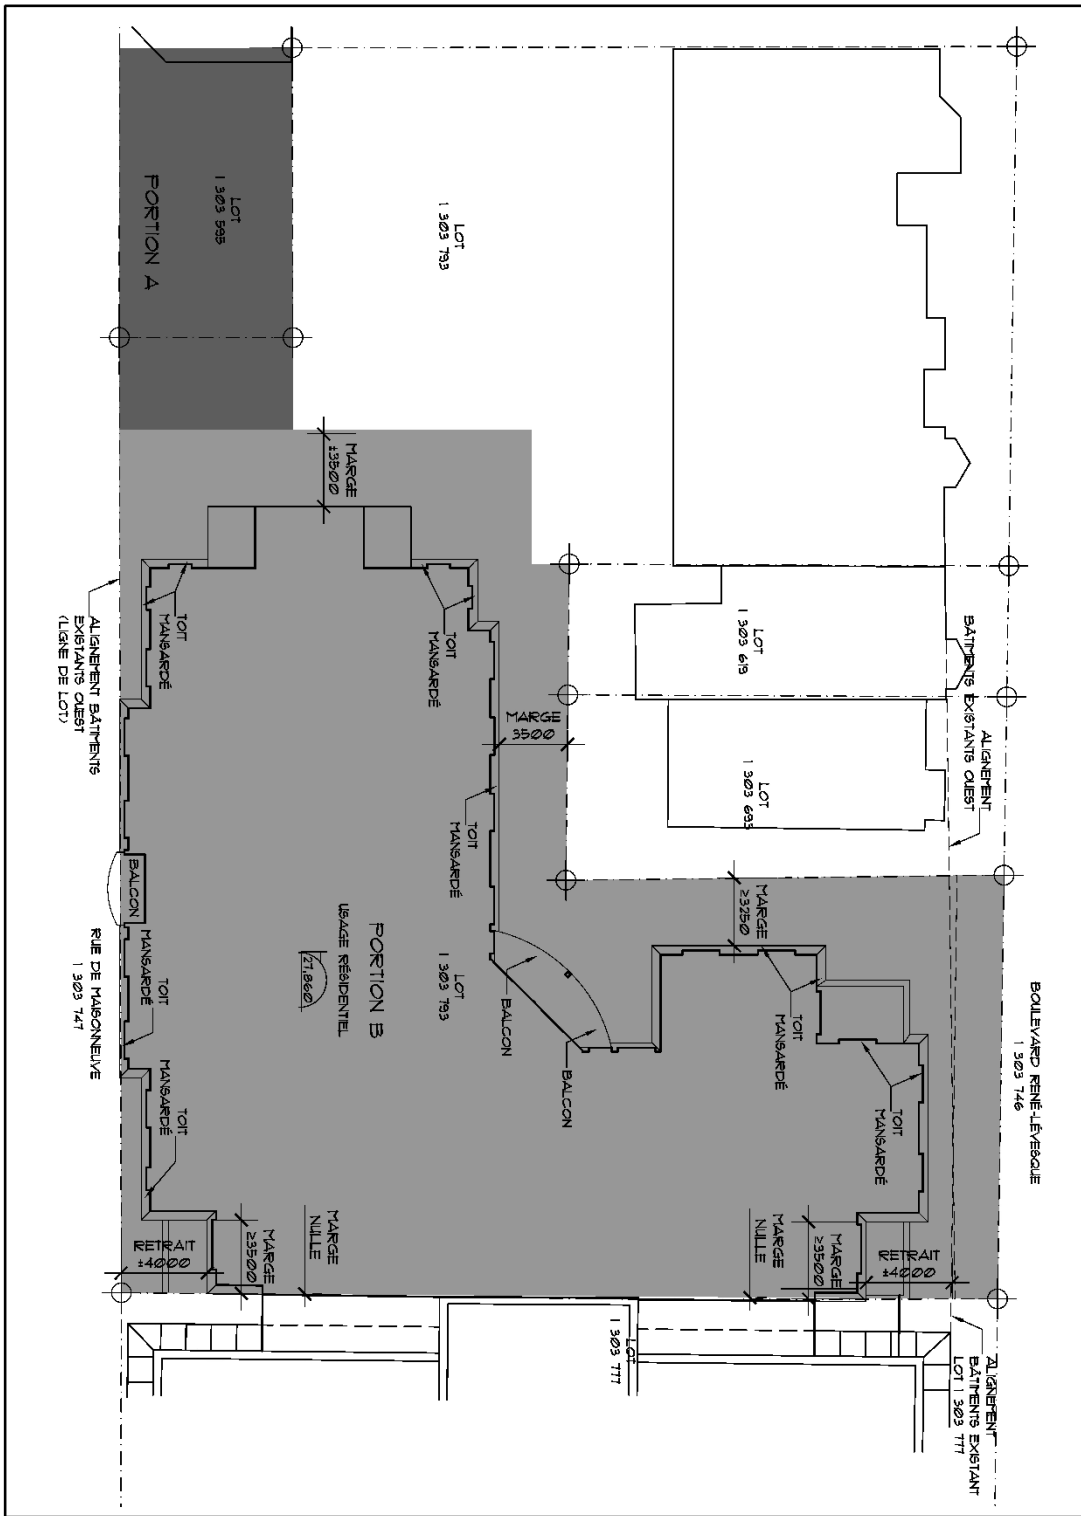 BOULEVARD RENÉ-LÉVESQUE
1 303 746
ALIGNEMENT
BÂTIMENTS EXISTANTS OUEST
ALIGNEMENT
BÂTIMENTS EXISTANT
LOT 1 303 777
LOT
1 303 793
LOT
1 303 619
LOT
1 303 693
LOT
1 303 595
PORTION A
MARGE
±3500
TOIT
MANSARDÉ
TOIT
MANSARDÉ
MARGE
3500
TOIT
MANSARDÉ
MARGE
≥3250
TOIT
MANSARDÉ
TOIT
MANSARDÉ
BALCON
BALCON
LOT
1 303 793
PORTION B
USAGE RÉSIDENTIEL
27,860
BALCON
TOIT
MANSARDÉ
TOIT
MANSARDÉ
ALIGNEMENT BÂTIMENTS
EXISTANTS OUEST
(LIGNE DE LOT)
RUE DE MAISONNEUVE
1 303 747
RETRAIT
±4000
MARGE
≥3500
MARGE
NULLE
MARGE
NULLE
MARGE
≥3500
RETRAIT
±4000
LOT
1 303 777